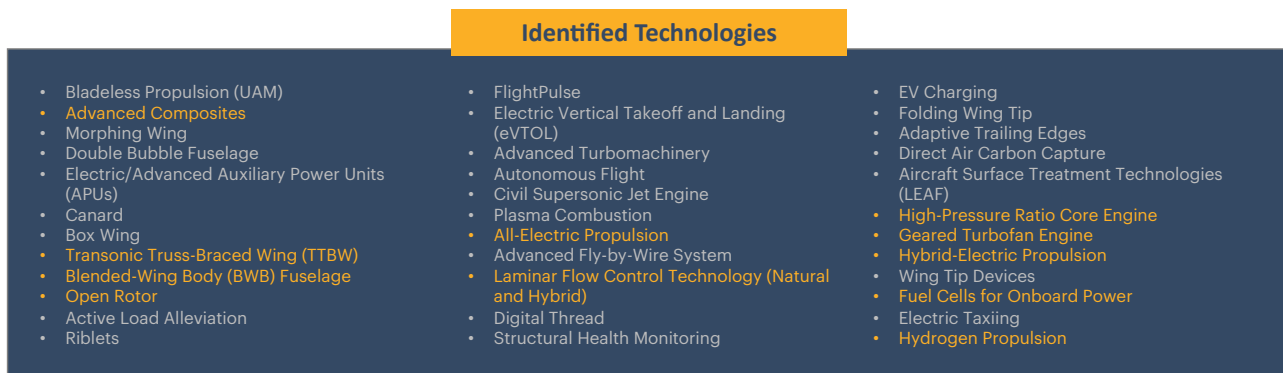 Identified Technologies
• Bladeless Propulsion (UAM)
• Advanced Composites
• Morphing Wing
• Double Bubble Fuselage
• Electric/Advanced Auxiliary Power Units
(APUs)
• Canard
• Box Wing
• Transonic Truss-Braced Wing (TTBW)
• Blended-Wing Body (BWB) Fuselage
• Open Rotor
• Active Load Alleviation
• Riblets
• FlightPulse
• Electric Vertical Takeoff and Landing
(eVTOL)
• Advanced Turbomachinery
• Autonomous Flight
• Civil Supersonic Jet Engine
• Plasma Combustion
• All-Electric Propulsion
• Advanced Fly-by-Wire System
• Laminar Flow Control Technology (Natural
and Hybrid)
• Digital Thread
• Structural Health Monitoring
• EV Charging
• Folding Wing Tip
• Adaptive Trailing Edges
• Direct Air Carbon Capture
• Aircraft Surface Treatment Technologies
(LEAF)
• High-Pressure Ratio Core Engine
• Geared Turbofan Engine
• Hybrid-Electric Propulsion
• Wing Tip Devices
• Fuel Cells for Onboard Power
• Electric Taxiing
• Hydrogen Propulsion